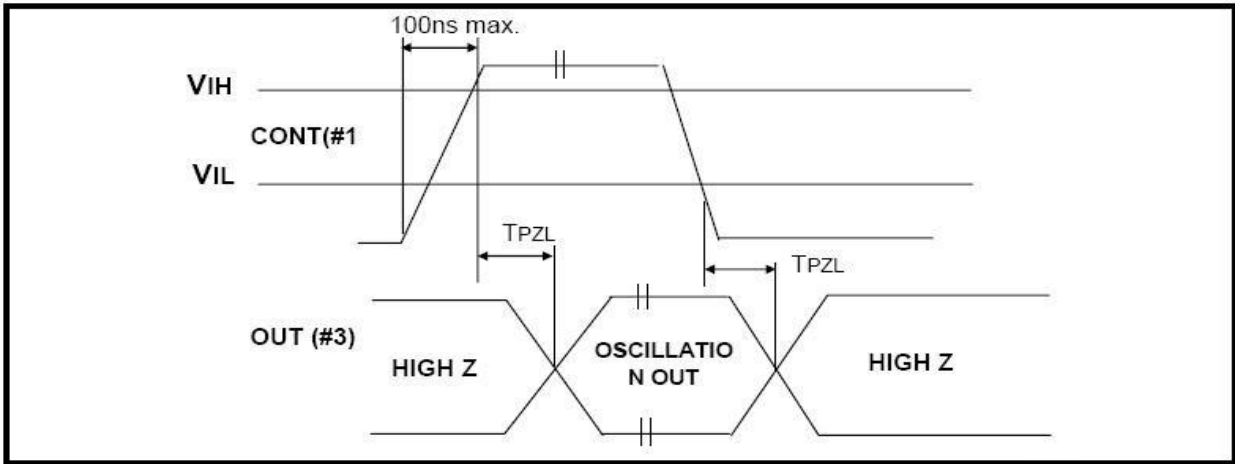 100ns max.
VIH
CONT(#1
VIL
TPZL
TPZL
OUT (#3)
HIGH Z
OSCILLATIO
N OUT
HIGH Z